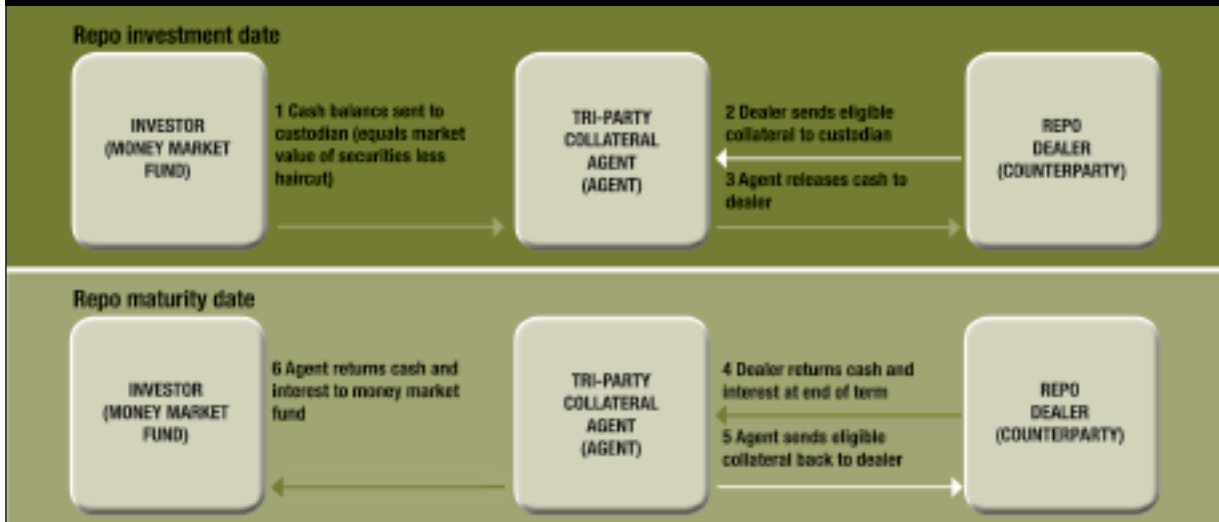 Repo investment date
INVESTOR
(MONEY MARKET
FUND)
1 Cash balance sent to
custodian (equals market
value of securities less
haircut)
TRI-PARTY
COLLATERAL
AGENT
(AGENT)
2 Dealer sends eligible
collateral to custodian
3 Agent releases cash to
dealer
REPO
DEALER
(COUNTERPARTY)
Repo maturity date
INVESTOR
(MONEY MARKET
FUND)
6 Agent returns cash and
interest to money market
fund
TRI-PARTY
COLLATERAL
AGENT
(AGENT)
4 Dealer returns cash and
interest at end of term
5 Agent sends eligible
collateral back to dealer
REPO
DEALER
(COUNTERPARTY)